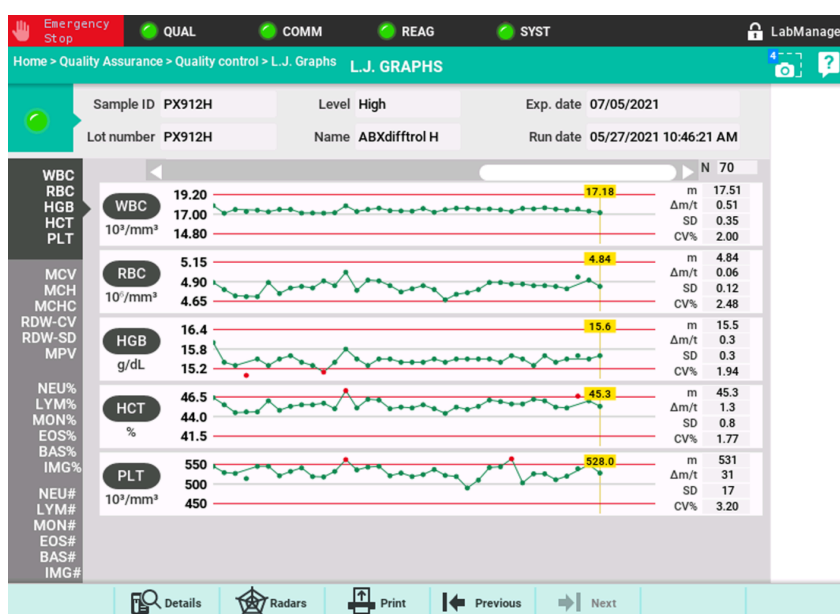 Emergency
Stop
QUAL
COMM
REAG
SYST
LabManage
Home > Quality Assurance > Quality control > L.J. Graphs
L.J. GRAPHS
4
?
Sample ID PX912H
Level High
Exp. date 07/05/2021
Lot number PX912H
Name ABXdifftrol H
Run date 05/27/2021 10:46:21 AM
N 70
WBC
RBC
HGB
HCT
PLT
MCV
MCH
MCHC
RDW-CV
RDW-SD
MPV
NEU%
LYM%
MON%
EOS%
BAS%
IMG%
NEU#
LYM#
MON#
EOS#
BAS#
IMG#
WBC
10³/mm³
19.20
17.00
14.80
17.18
m 17.51
Δm/t 0.51
SD 0.35
CV% 2.00
RBC
10⁶/mm³
5.15
4.90
4.65
4.84
m 4.84
Δm/t 0.06
SD 0.12
CV% 2.48
HGB
g/dL
16.4
15.8
15.2
15.6
m 15.5
Δm/t 0.3
SD 0.3
CV% 1.94
HCT
%
46.5
44.0
41.5
45.3
m 45.3
Δm/t 1.3
SD 0.8
CV% 1.77
PLT
10³/mm³
550
500
450
528.0
m 531
Δm/t 31
SD 17
CV% 3.20
Details
Radars
Print
Previous
Next